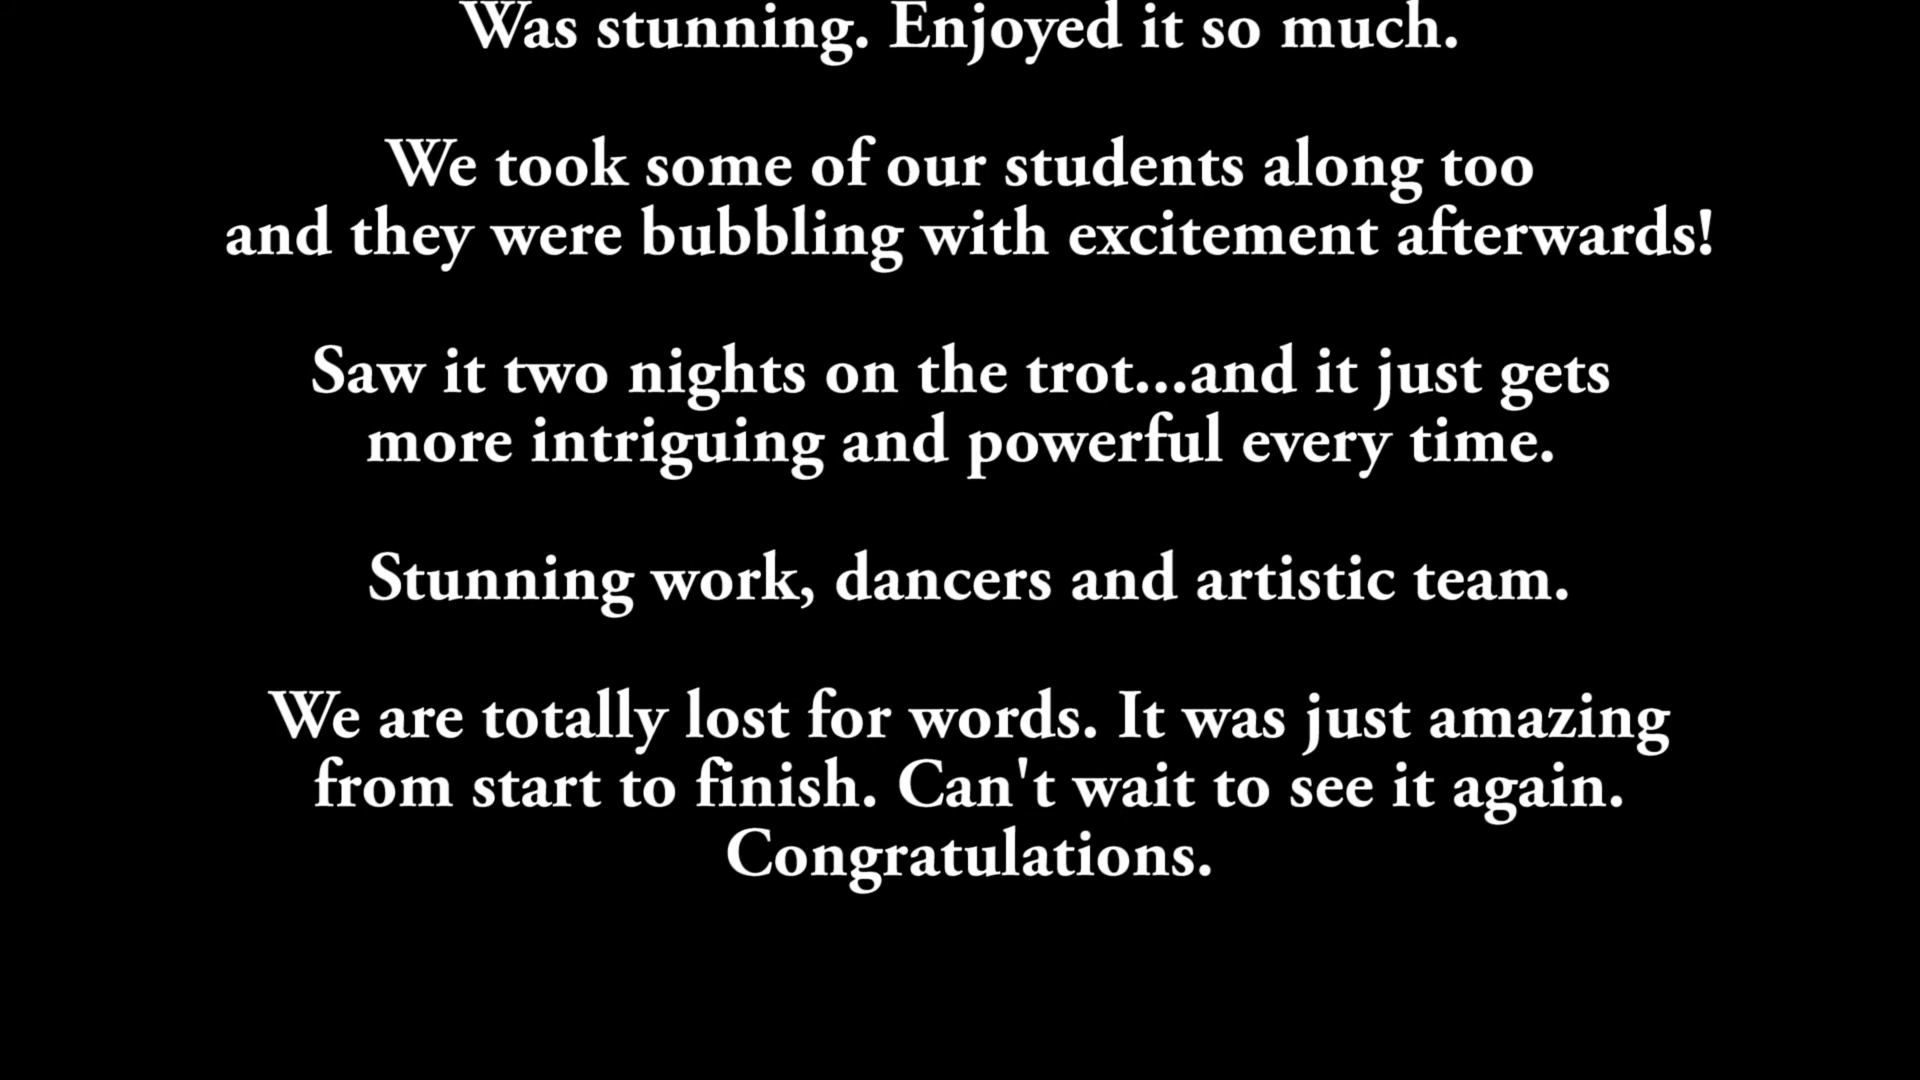 Was stunning. Enjoyed it so much.
We took some of our students along too
and they were bubbling with excitement afterwards!
Saw it two nights on the trot...and it just gets
more intriguing and powerful every time.
Stunning work, dancers and artistic team.
We are totally lost for words. It was just amazing
from start to finish. Can't wait to see it again.
Congratulations.